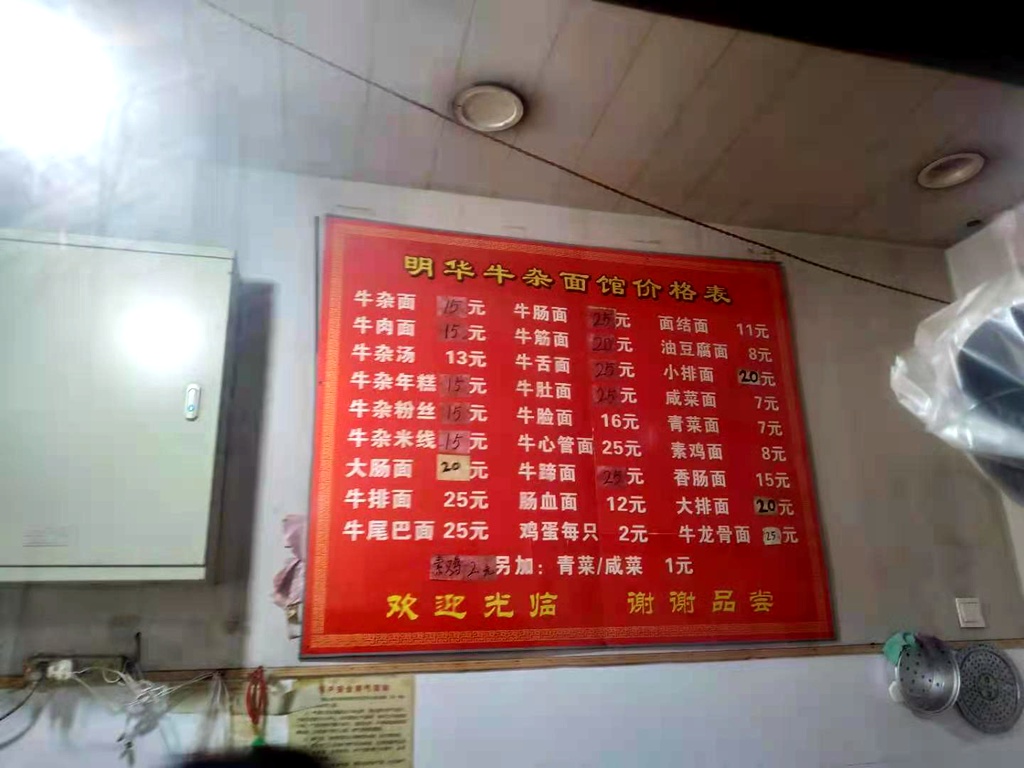 明华牛杂面馆价格表
牛杂面 15元 牛肠面 25元 面结面 11元
牛肉面 15元 牛筋面 20元 油豆腐面 8元
牛杂汤 13元 牛舌面 25元 小排面 20元
牛杂年糕 15元 牛肚面 25元 咸菜面 7元
牛杂粉丝 15元 牛脸面 16元 青菜面 7元
牛杂米线 15元 牛心管面 25元 素鸡面 8元
大肠面 20元 牛蹄面 25元 香肠面 15元
牛排面 25元 肠血面 12元 大排面 20元
牛尾巴面 25元 鸡蛋每只 2元 牛龙骨面 25元
素鸡2元 另加：青菜/咸菜 1元
欢迎光临 谢谢品尝